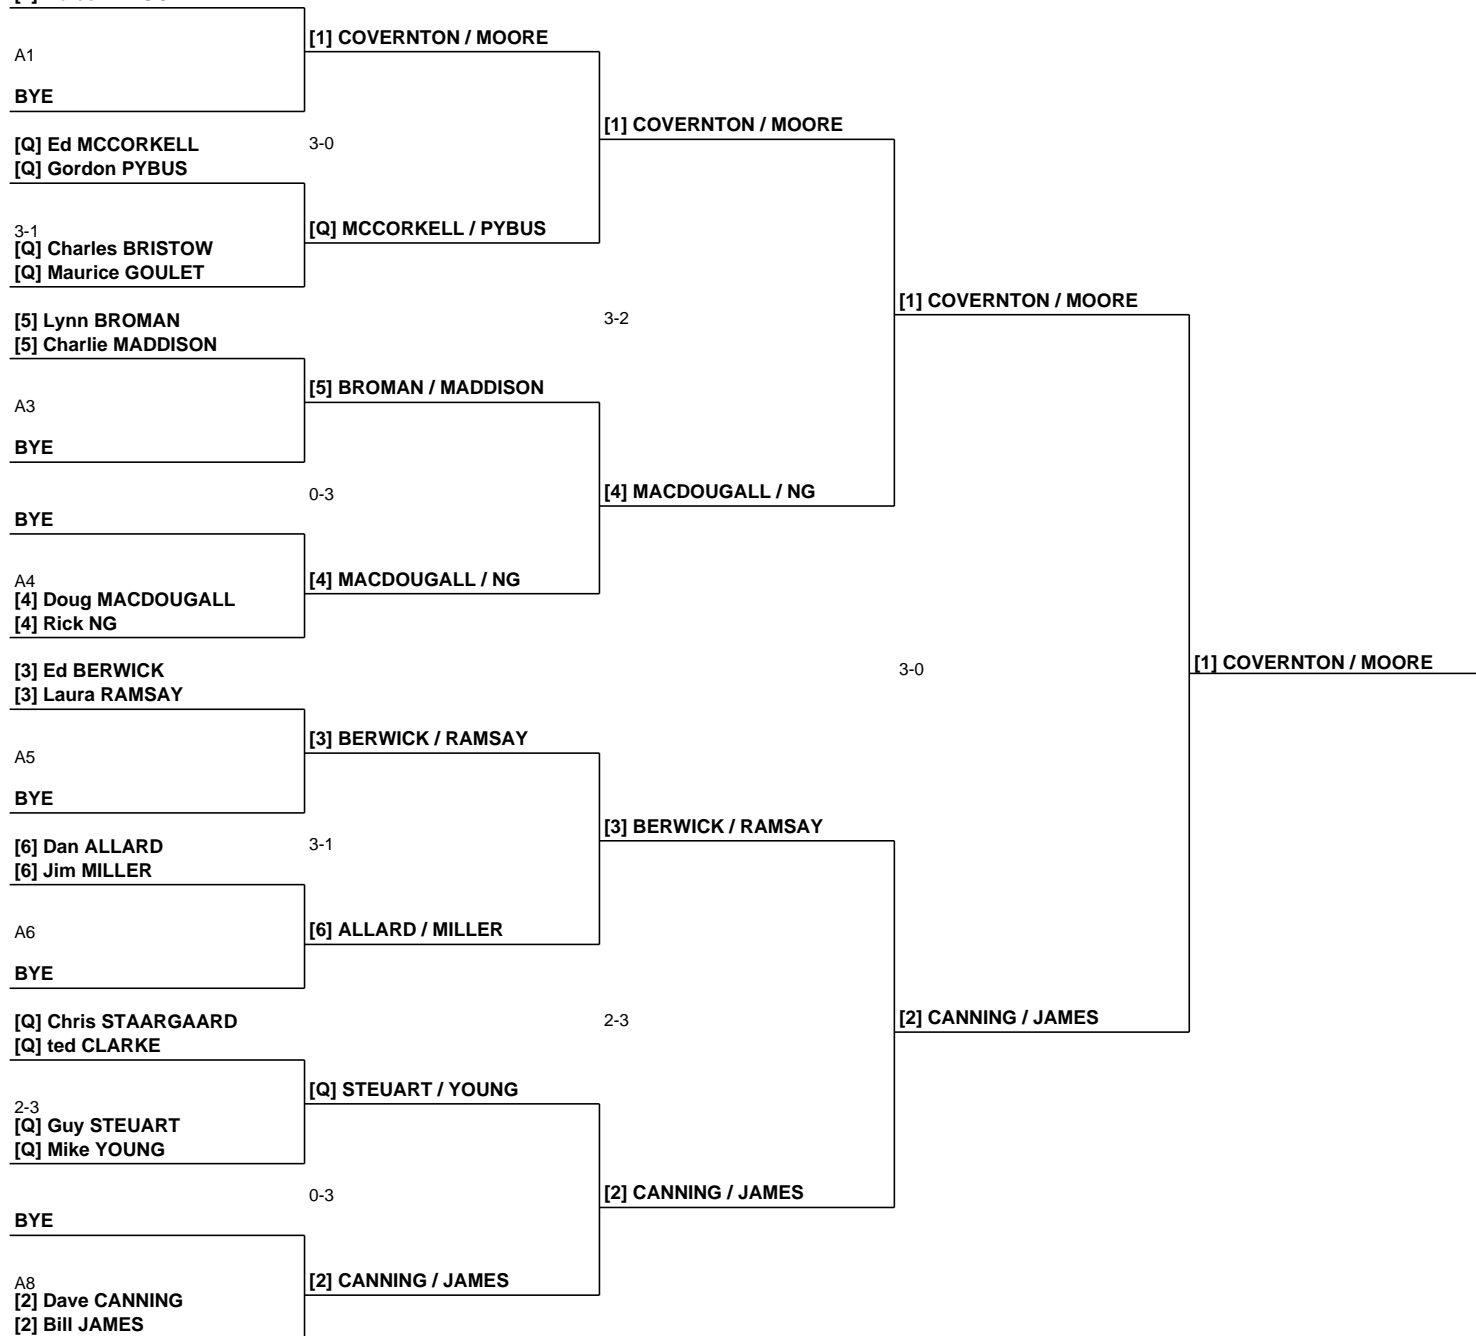 [1] COVERNTON / MOORE
A1
BYE
[1] COVERNTON / MOORE
[Q] Ed MCCORKELL
3-0
[Q] Gordon PYBUS
[Q] MCCORKELL / PYBUS
3-1
[Q] Charles BRISTOW
[Q] Maurice GOULET
[1] COVERNTON / MOORE
[5] Lynn BROMAN
3-2
[5] Charlie MADDISON
[5] BROMAN / MADDISON
A3
BYE
0-3
[4] MACDOUGALL / NG
BYE
A4
[4] MACDOUGALL / NG
[4] Doug MACDOUGALL
[4] Rick NG
[3] Ed BERWICK
3-0
[1] COVERNTON / MOORE
[3] Laura RAMSAY
[3] BERWICK / RAMSAY
A5
BYE
[3] BERWICK / RAMSAY
[6] Dan ALLARD
3-1
[6] Jim MILLER
A6
[6] ALLARD / MILLER
BYE
[Q] Chris STAARGAARD
2-3
[2] CANNING / JAMES
[Q] ted CLARKE
[Q] STEUART / YOUNG
2-3
[Q] Guy STEUART
[Q] Mike YOUNG
0-3
[2] CANNING / JAMES
BYE
A8
[2] CANNING / JAMES
[2] Dave CANNING
[2] Bill JAMES